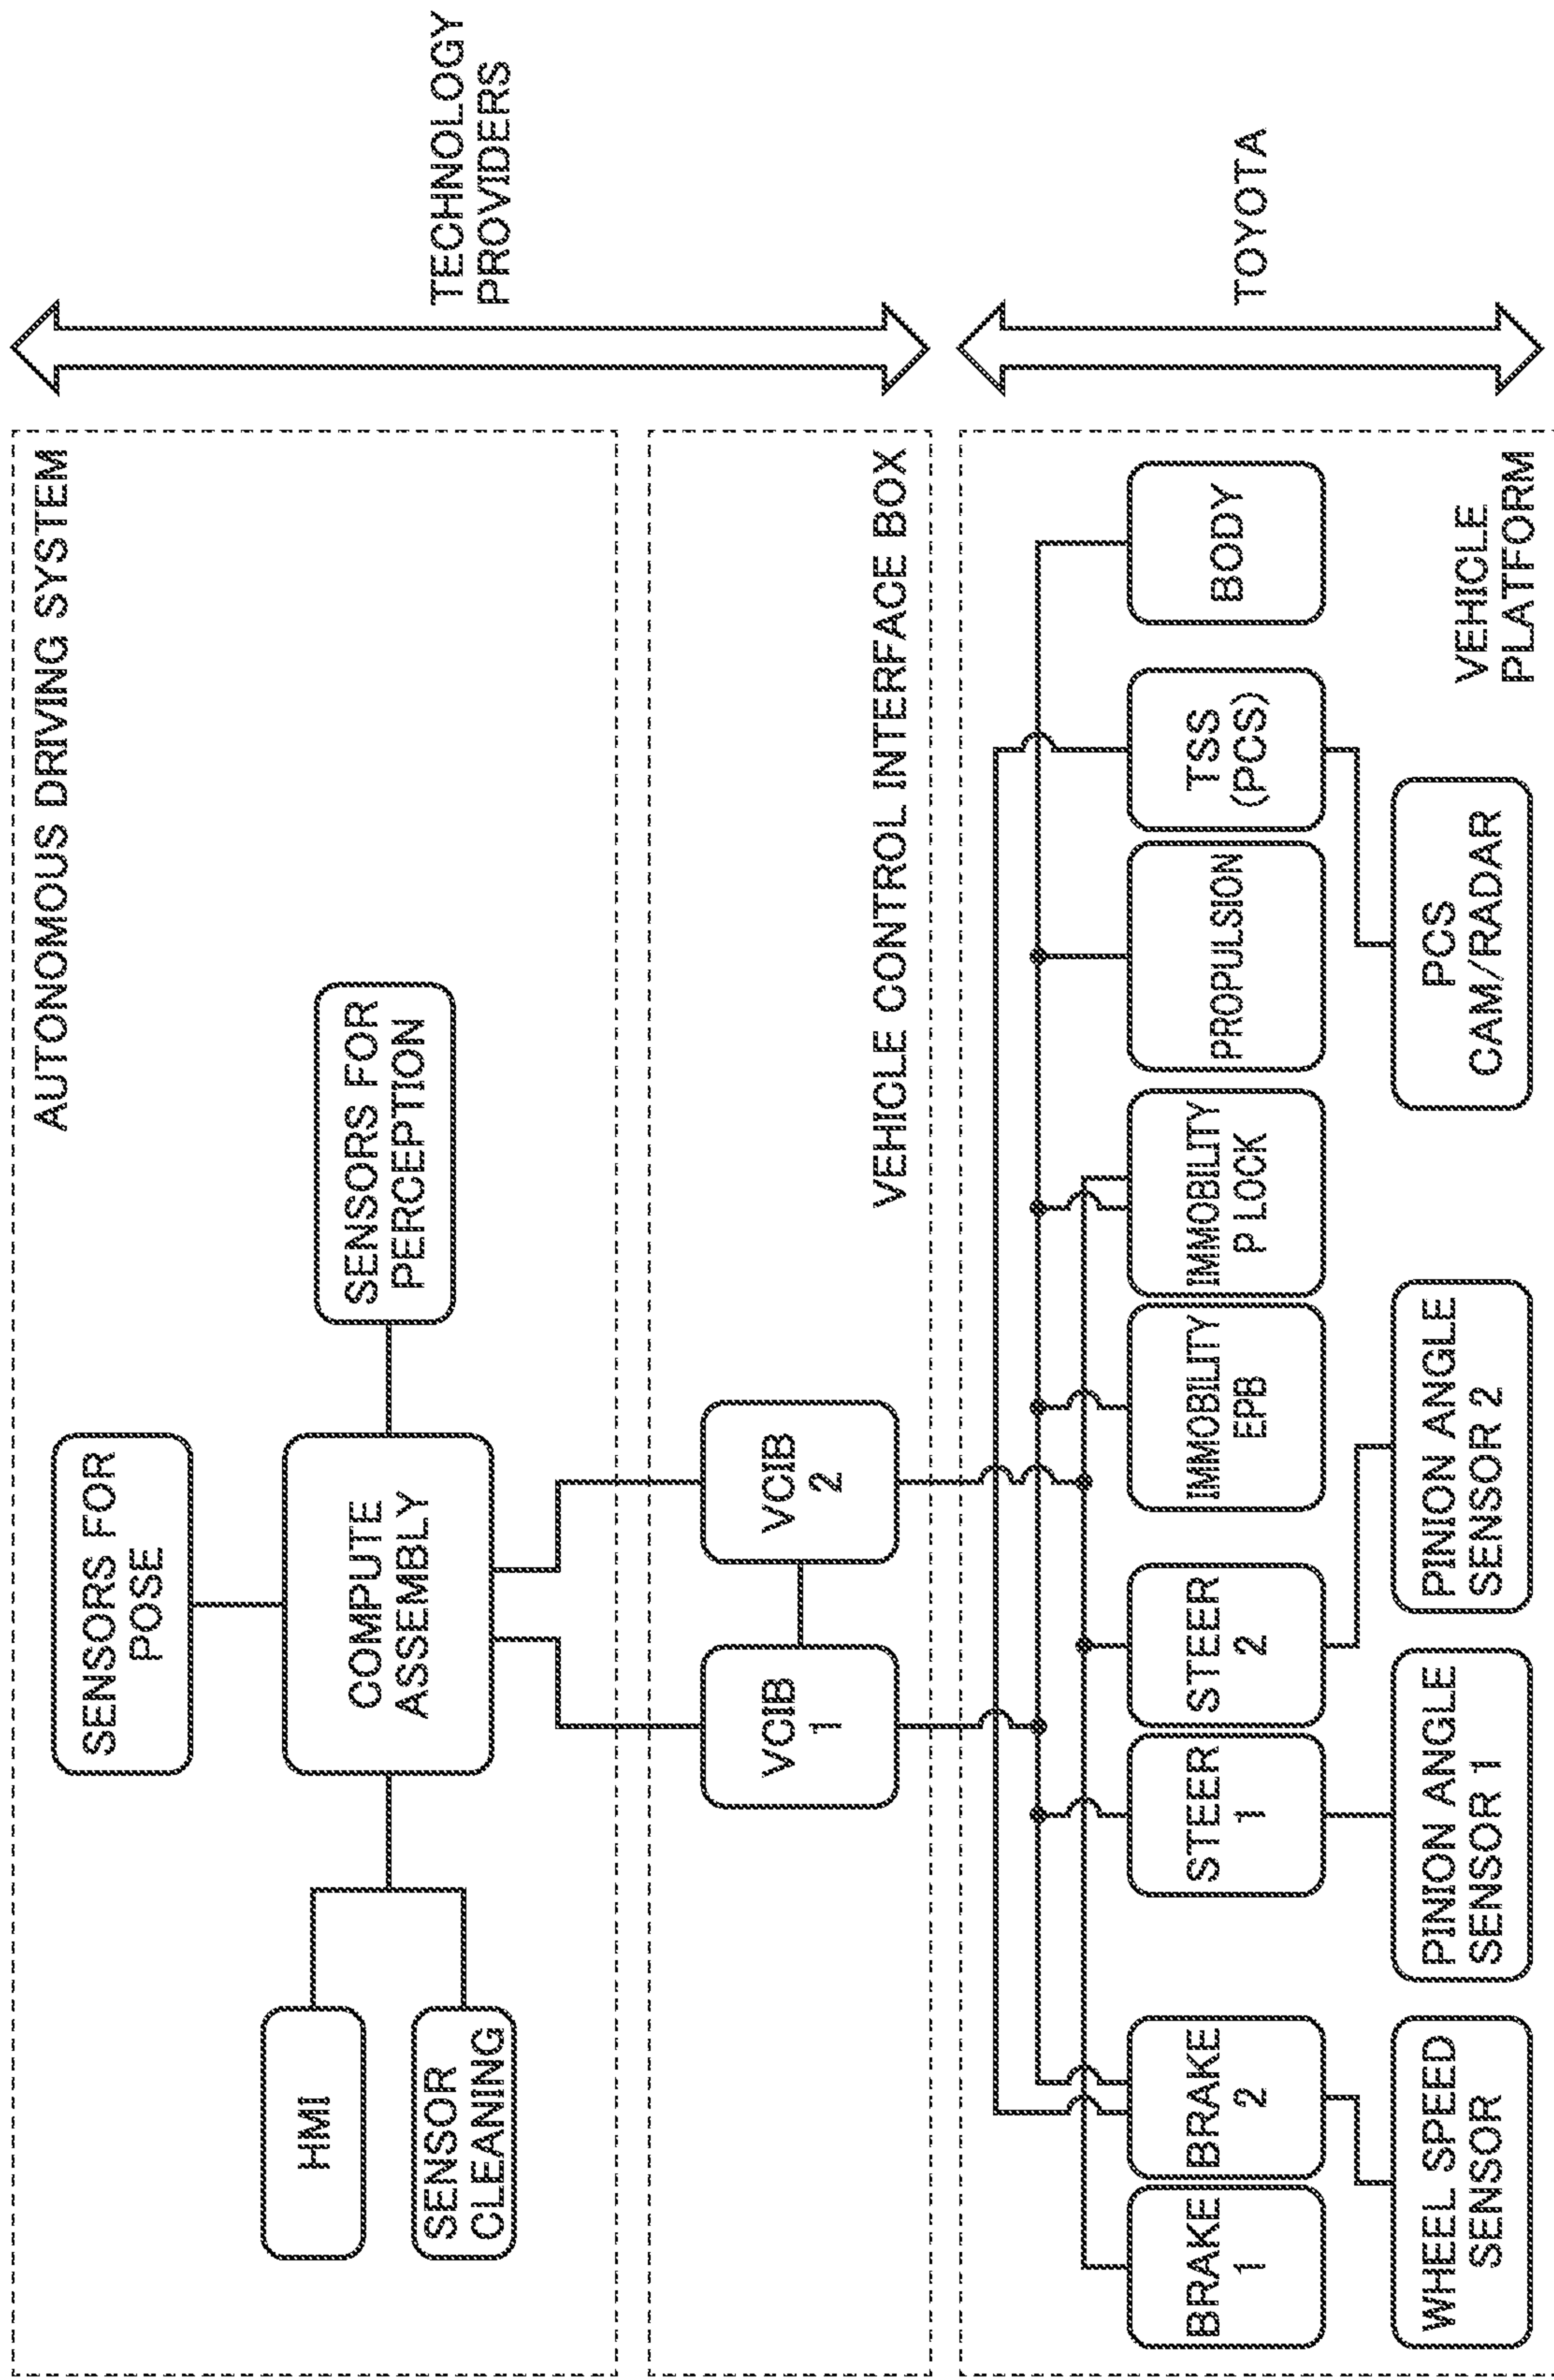 AUTONOMOUS DRIVING SYSTEM
SENSORS FOR
POSE
HMI
SENSOR
CLEANING
COMPUTE
ASSEMBLY
SENSORS FOR
PERCEPTION
TECHNOLOGY
PROVIDERS
VCIB
1
VCIB
2
VEHICLE CONTROL INTERFACE BOX
BRAKE
1
BRAKE
2
STEER
1
STEER
2
IMMOBILITY
EPB
IMMOBILITY
P LOCK
PROPULSION
TSS
(PCS)
BODY
TOYOTA
WHEEL SPEED
SENSOR
PINION ANGLE
SENSOR 1
PINION ANGLE
SENSOR 2
PCS
CAM/RADAR
VEHICLE
PLATFORM